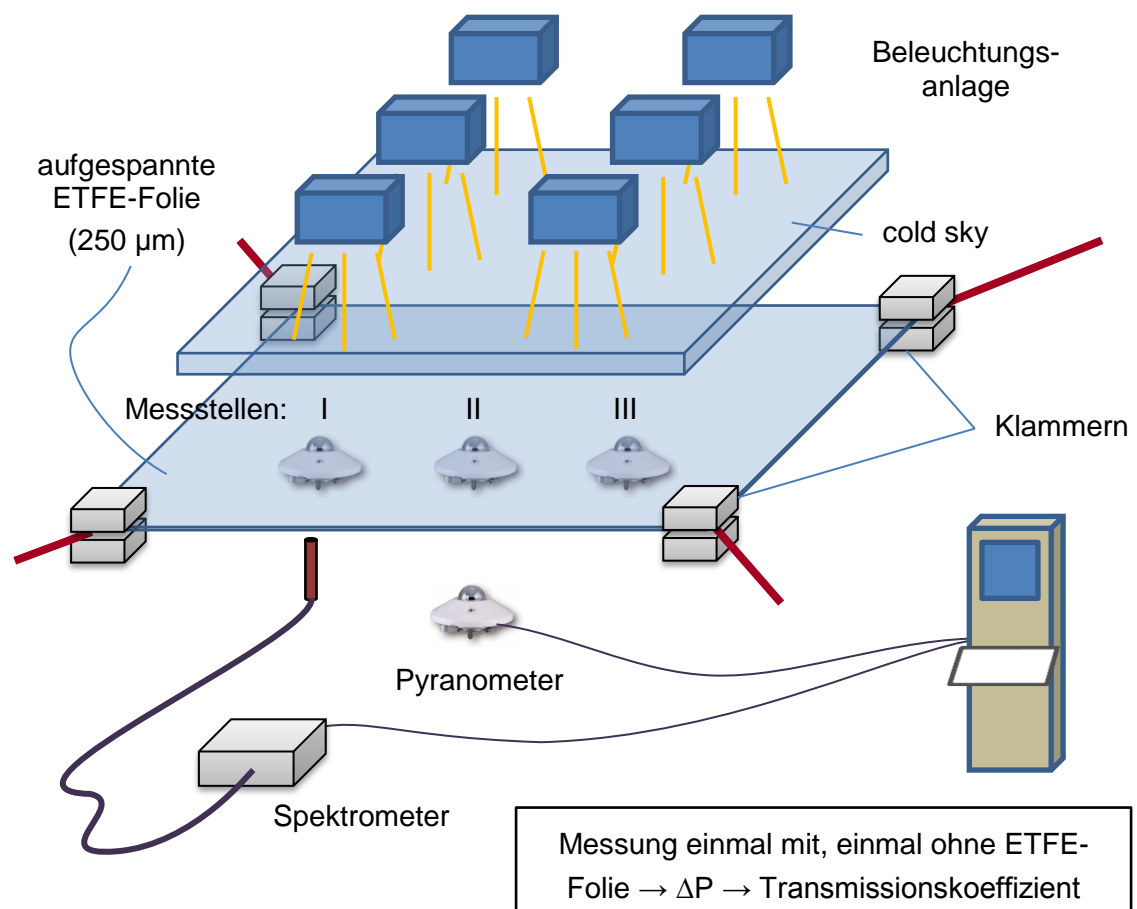 Beleuchtungs-
anlage
aufgespannte
ETFE-Folie
(250 µm)
cold sky
Messstellen: I II III
Klammern
Pyranometer
Spektrometer
Messung einmal mit, einmal ohne ETFE-
Folie → ∆P → Transmissionskoeffizient